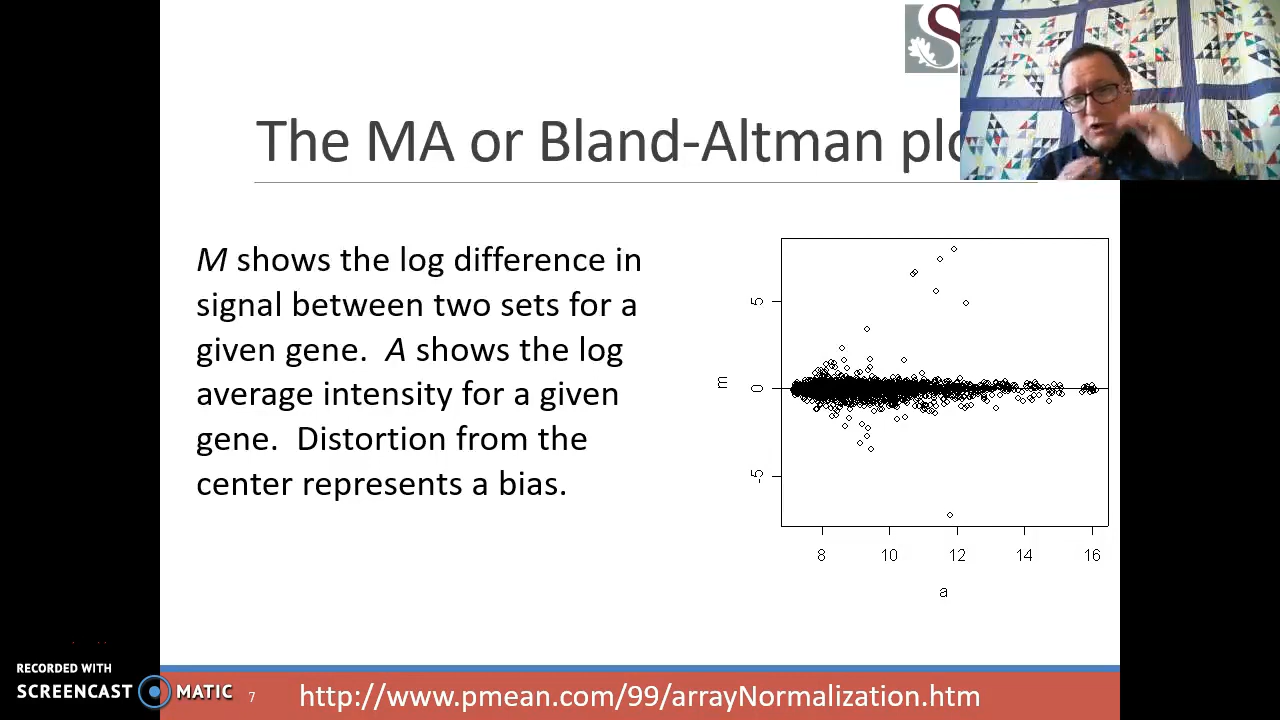 S
The MA or Bland-Altman plo
M shows the log difference in
signal between two sets for a
given gene.  A shows the log
average intensity for a given
gene.  Distortion from the
center represents a bias.
5
0
-5
m
8 10 12 14 16
a
RECORDED WITH
SCREENCAST MATIC
7
http://www.pmean.com/99/arrayNormalization.htm